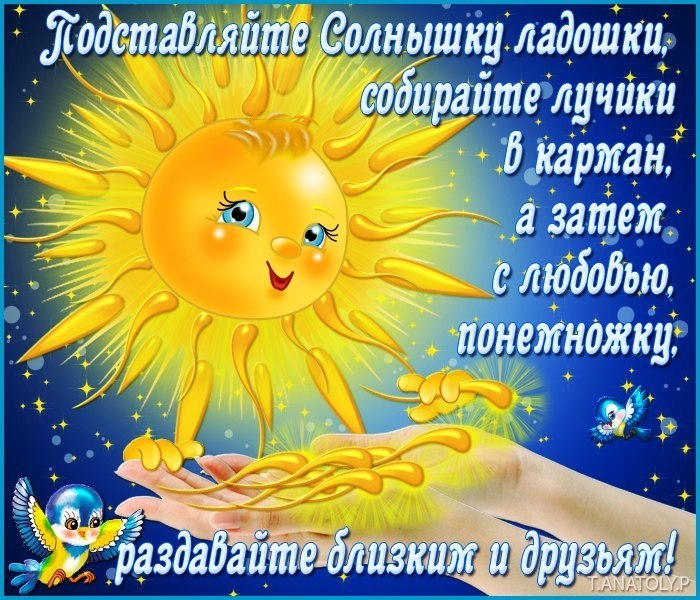 Подставляйте Солнышку ладошки,
собирайте лучики
в карман,
а затем
с любовью,
понемножку,
раздавайте близким и друзьям!
T.ANATOLY.P